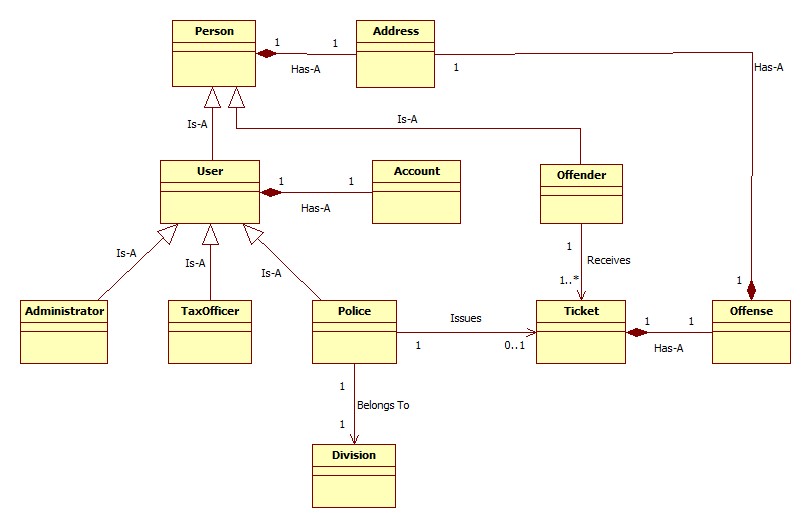 Person
Address
1
1
Has-A
1
Has-A
Is-A
Is-A
User
Account
Offender
1
1
Has-A
1
Receives
1..*
Is-A
Is-A
Is-A
1
Administrator
TaxOfficer
Police
Ticket
Offense
Issues
1
0..1
1
1
Has-A
1
Belongs To
1
Division